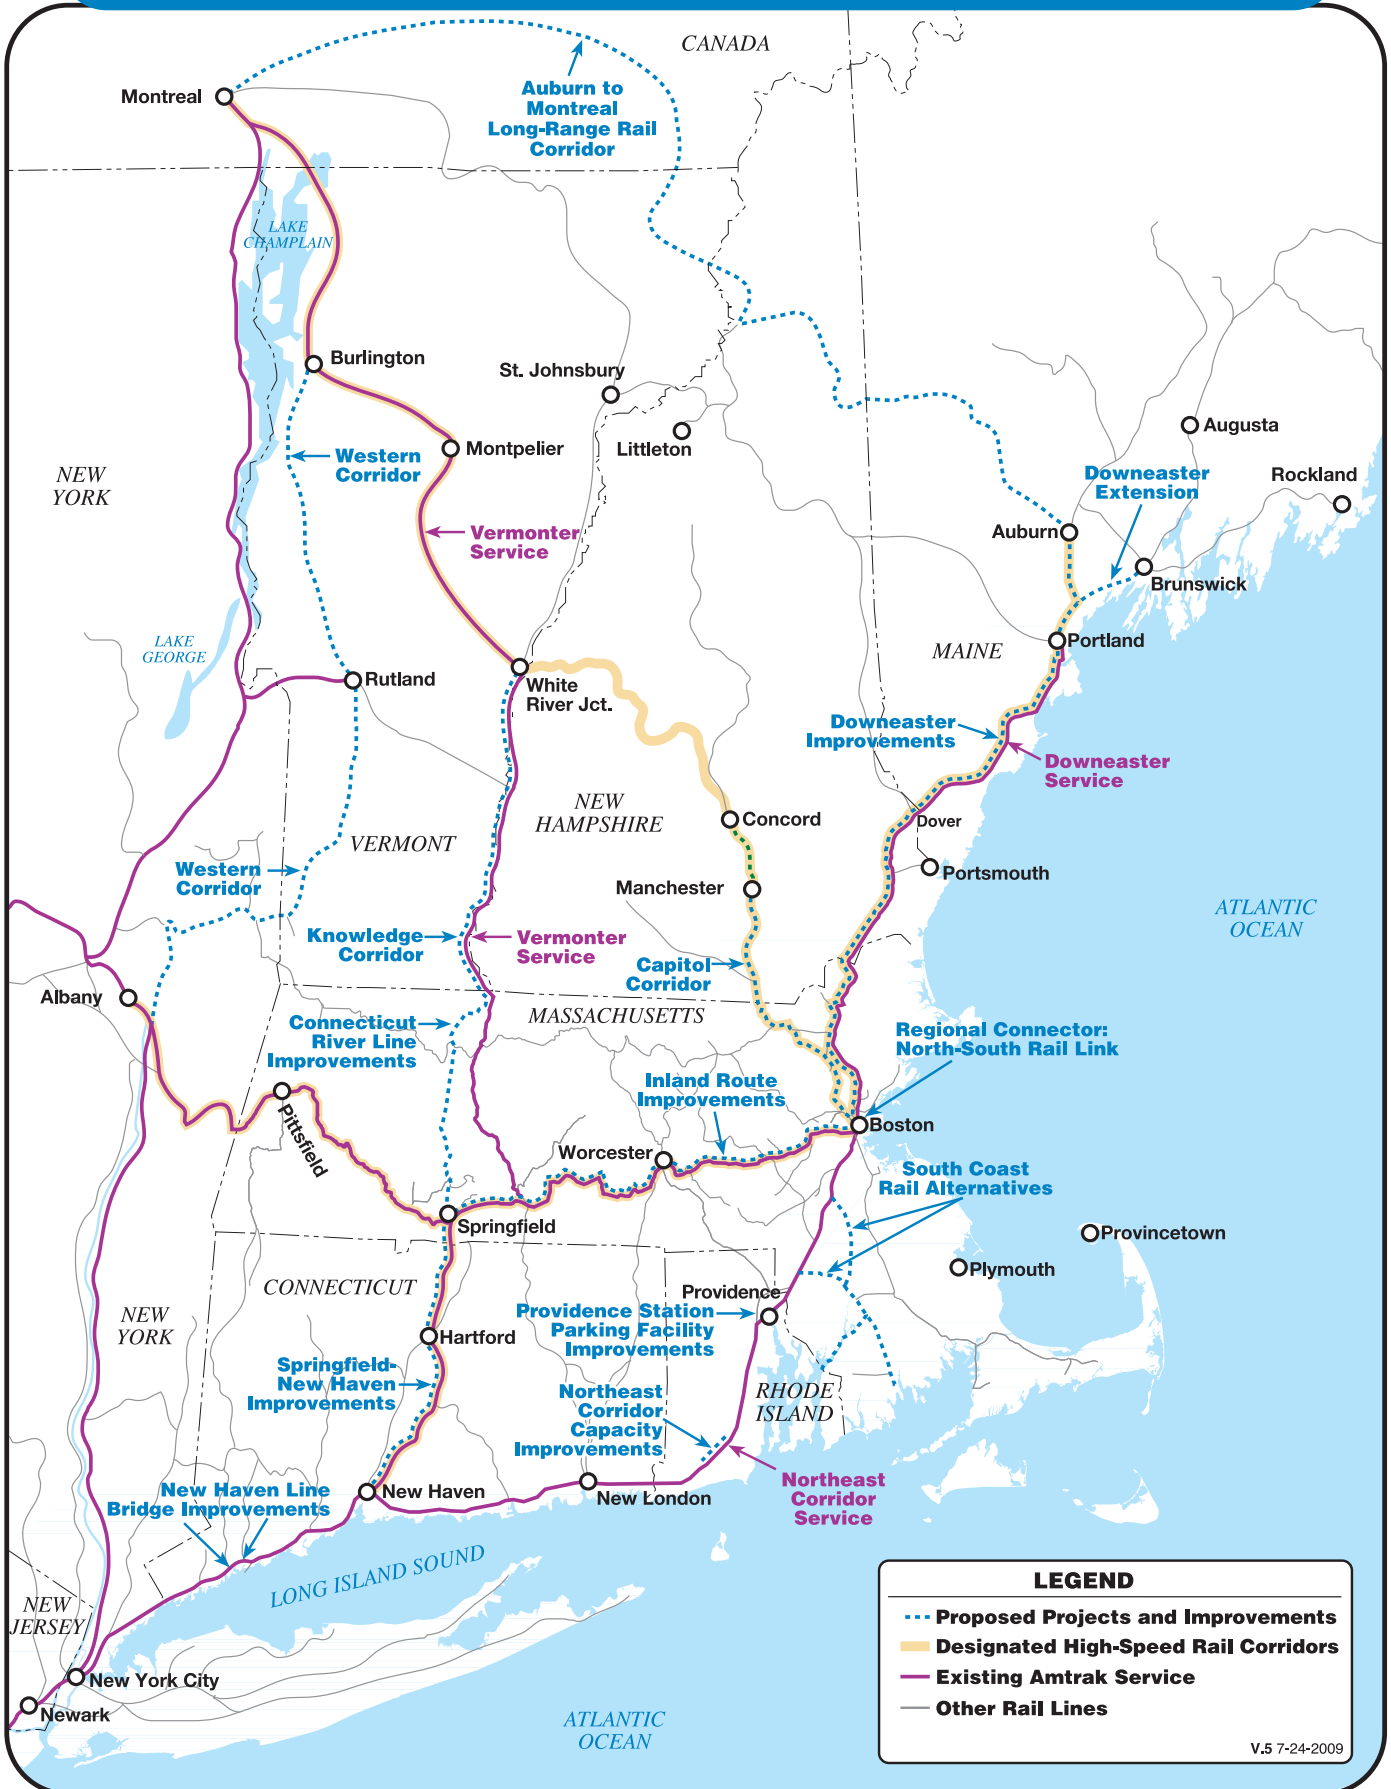 CANADA
Montreal
Auburn to
Montreal
Long-Range Rail
Corridor
LAKE
CHAMPLAIN
Burlington
St. Johnsbury
Littleton
Montpelier
Augusta
Rockland
Western
Corridor
NEW
YORK
Downeaster
Extension
Vermonter
Service
Auburn
Brunswick
LAKE
GEORGE
Rutland
White
River Jct.
MAINE
Portland
Downeaster
Improvements
Downeaster
Service
NEW
HAMPSHIRE
Concord
Dover
VERMONT
Western
Corridor
Manchester
Portsmouth
ATLANTIC
OCEAN
Knowledge
Corridor
Vermonter
Service
Capitol
Corridor
Albany
Connecticut
River Line
Improvements
MASSACHUSETTS
Regional Connector:
North-South Rail Link
Inland Route
Improvements
Pittsfield
Boston
Worcester
South Coast
Rail Alternatives
Springfield
Provincetown
Plymouth
CONNECTICUT
NEW
YORK
Providence
Providence Station
Parking Facility
Improvements
Hartford
Springfield-
New Haven
Improvements
Northeast
Corridor
Capacity
Improvements
RHODE
ISLAND
New Haven
New London
Northeast
Corridor
Service
New Haven Line
Bridge Improvements
LONG ISLAND SOUND
NEW
JERSEY
New York City
Newark
ATLANTIC
OCEAN
LEGEND
Proposed Projects and Improvements
Designated High-Speed Rail Corridors
Existing Amtrak Service
Other Rail Lines
V.5 7-24-2009